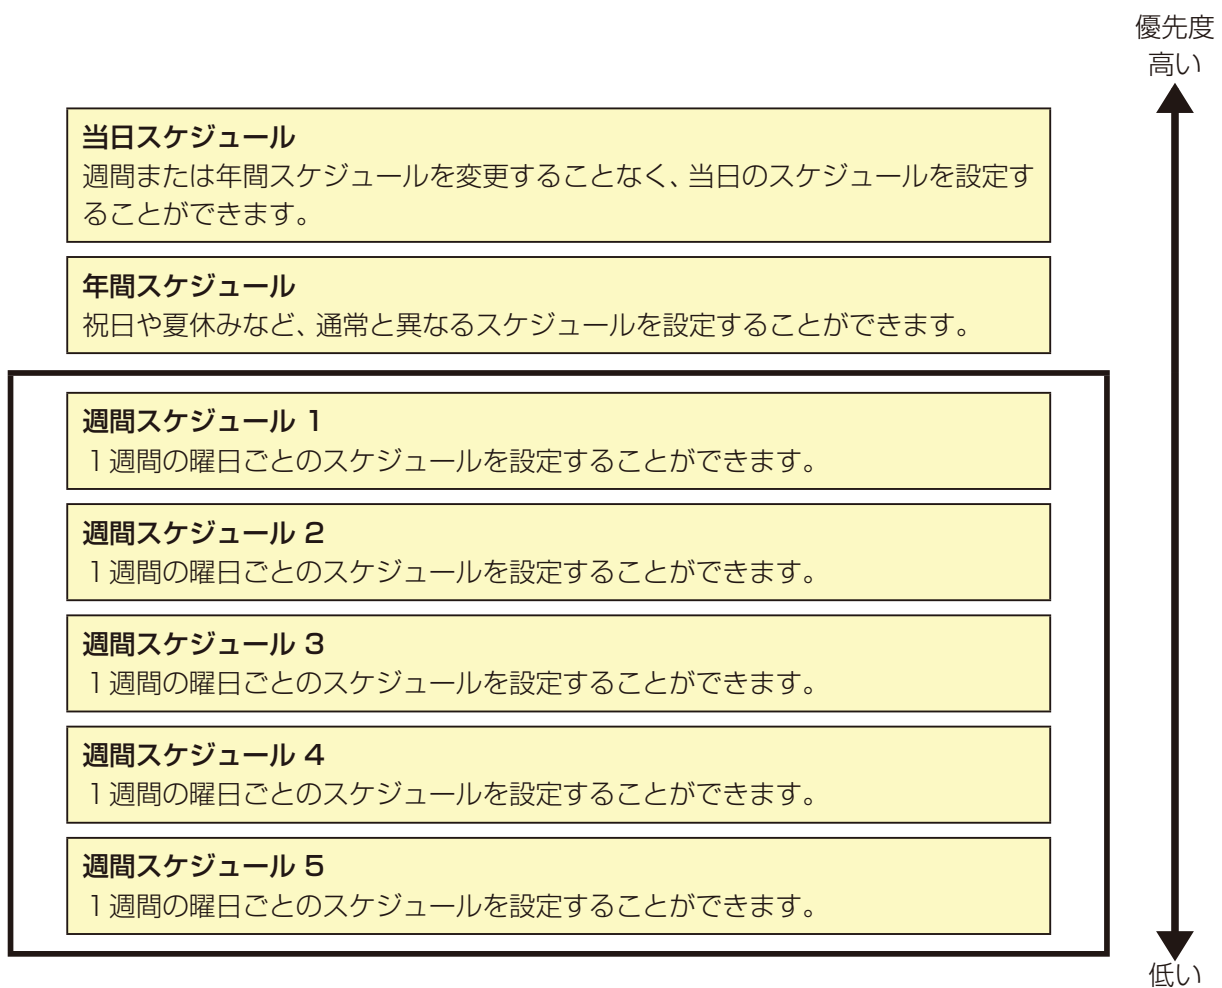 優先度
高い
当日スケジュール
週間または年間スケジュールを変更することなく、当日のスケジュールを設定す
ることができます。
年間スケジュール
祝日や夏休みなど、通常と異なるスケジュールを設定することができます。
週間スケジュール 1
1週間の曜日ごとのスケジュールを設定することができます。
週間スケジュール 2
1週間の曜日ごとのスケジュールを設定することができます。
週間スケジュール 3
1週間の曜日ごとのスケジュールを設定することができます。
週間スケジュール 4
1週間の曜日ごとのスケジュールを設定することができます。
週間スケジュール 5
1週間の曜日ごとのスケジュールを設定することができます。
低い